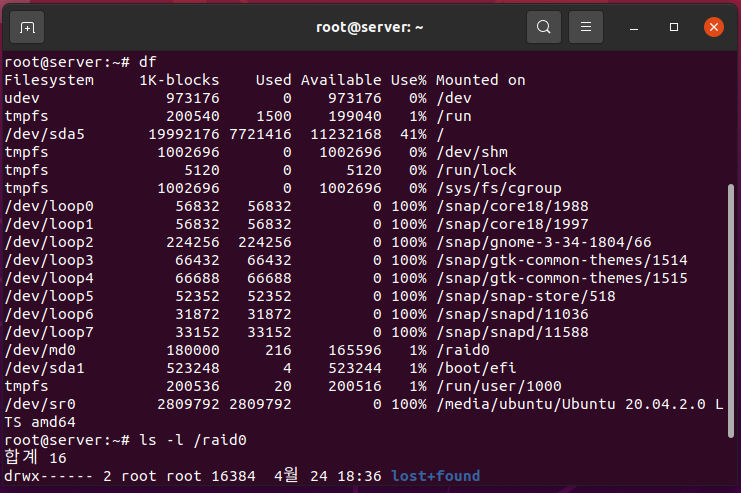 root@server: ~
root@server:~# df
Filesystem     1K-blocks    Used Available Use% Mounted on
udev              973176       0    973176   0% /dev
tmpfs             200540    1500    199040   1% /run
/dev/sda5       19992176 7721416  11232168  41% /
tmpfs            1002696       0   1002696   0% /dev/shm
tmpfs               5120       0      5120   0% /run/lock
tmpfs            1002696       0   1002696   0% /sys/fs/cgroup
/dev/loop0         56832   56832         0 100% /snap/core18/1988
/dev/loop1         56832   56832         0 100% /snap/core18/1997
/dev/loop2        224256  224256         0 100% /snap/gnome-3-34-1804/66
/dev/loop3         66432   66432         0 100% /snap/gtk-common-themes/1514
/dev/loop4         66688   66688         0 100% /snap/gtk-common-themes/1515
/dev/loop5         52352   52352         0 100% /snap/snap-store/518
/dev/loop6         31872   31872         0 100% /snap/snapd/11036
/dev/loop7         33152   33152         0 100% /snap/snapd/11588
/dev/md0          180000     216    165596   1% /raid0
/dev/sda1         523248       4    523244   1% /boot/efi
tmpfs             200536      20    200516   1% /run/user/1000
/dev/sr0         2809792 2809792         0 100% /media/ubuntu/Ubuntu 20.04.2.0 L
TS amd64
root@server:~# ls -l /raid0
합계 16
drwx------ 2 root root 16384  4월 24 18:36 lost+found